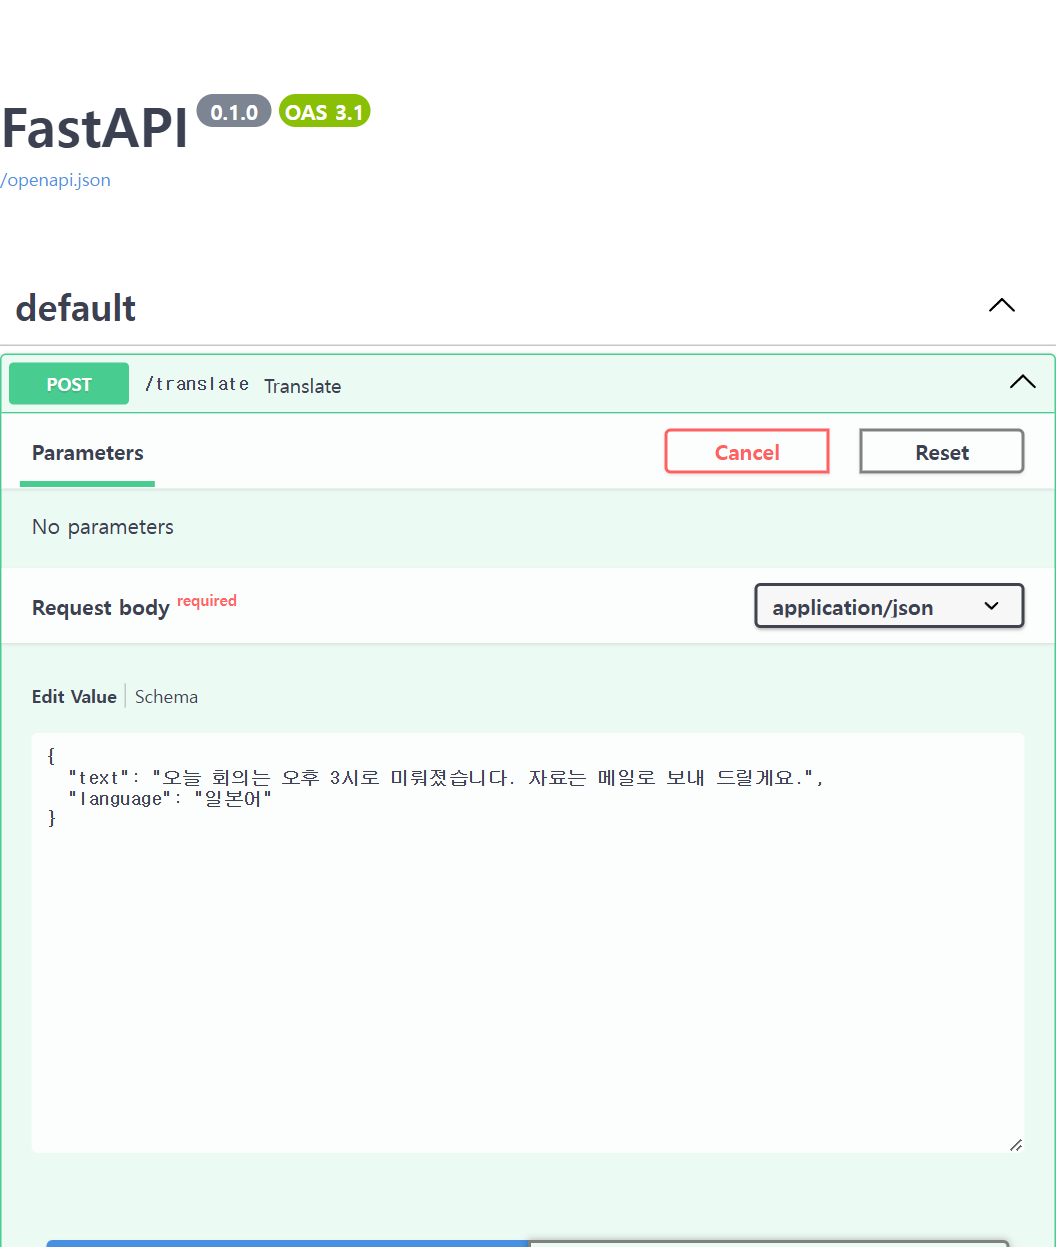 FastAPI 0.1.0 OAS 3.1
/openapi.json
default
POST /translate Translate
Parameters Cancel Reset
No parameters
Request body required application/json
Edit Value Schema
{
"text": "오늘 회의는 오후 3시로 미뤄졌습니다. 자료는 메일로 보내 드릴게요.",
"language": "일본어"
}